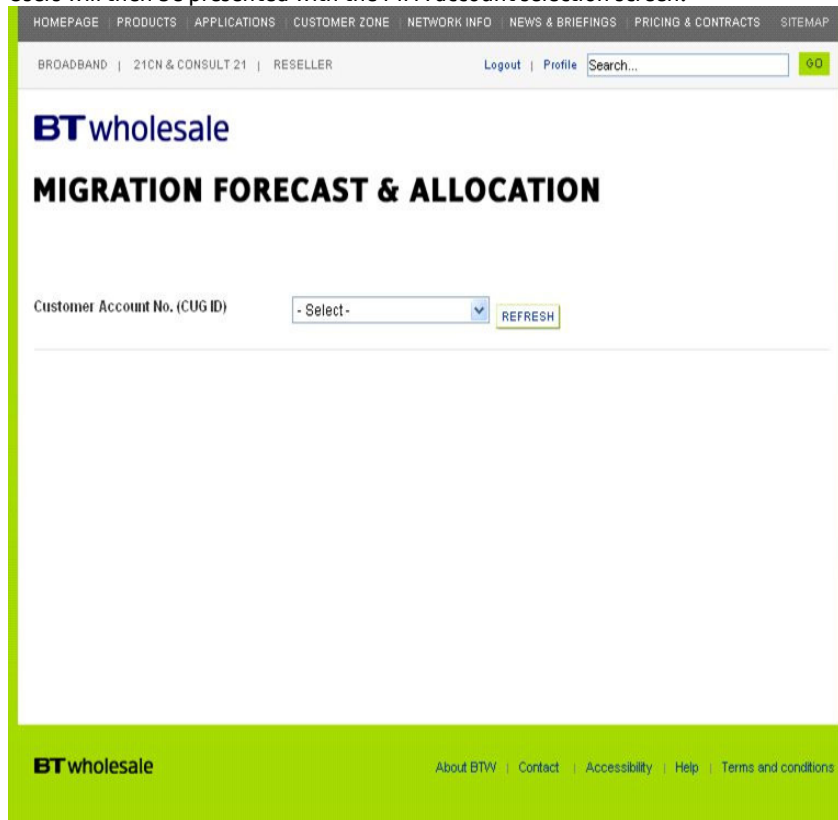 HOMEPAGE | PRODUCTS | APPLICATIONS | CUSTOMER ZONE | NETWORK INFO | NEWS & BRIEFINGS | PRICING & CONTRACTS SITEMAP
BROADBAND | 21CN & CONSULT 21 | RESELLER Logout | Profile Search... GO
BT wholesale
MIGRATION FORECAST & ALLOCATION
Customer Account No. (CUG ID) - Select - REFRESH
BT wholesale About BTW | Contact | Accessibility | Help | Terms and conditions